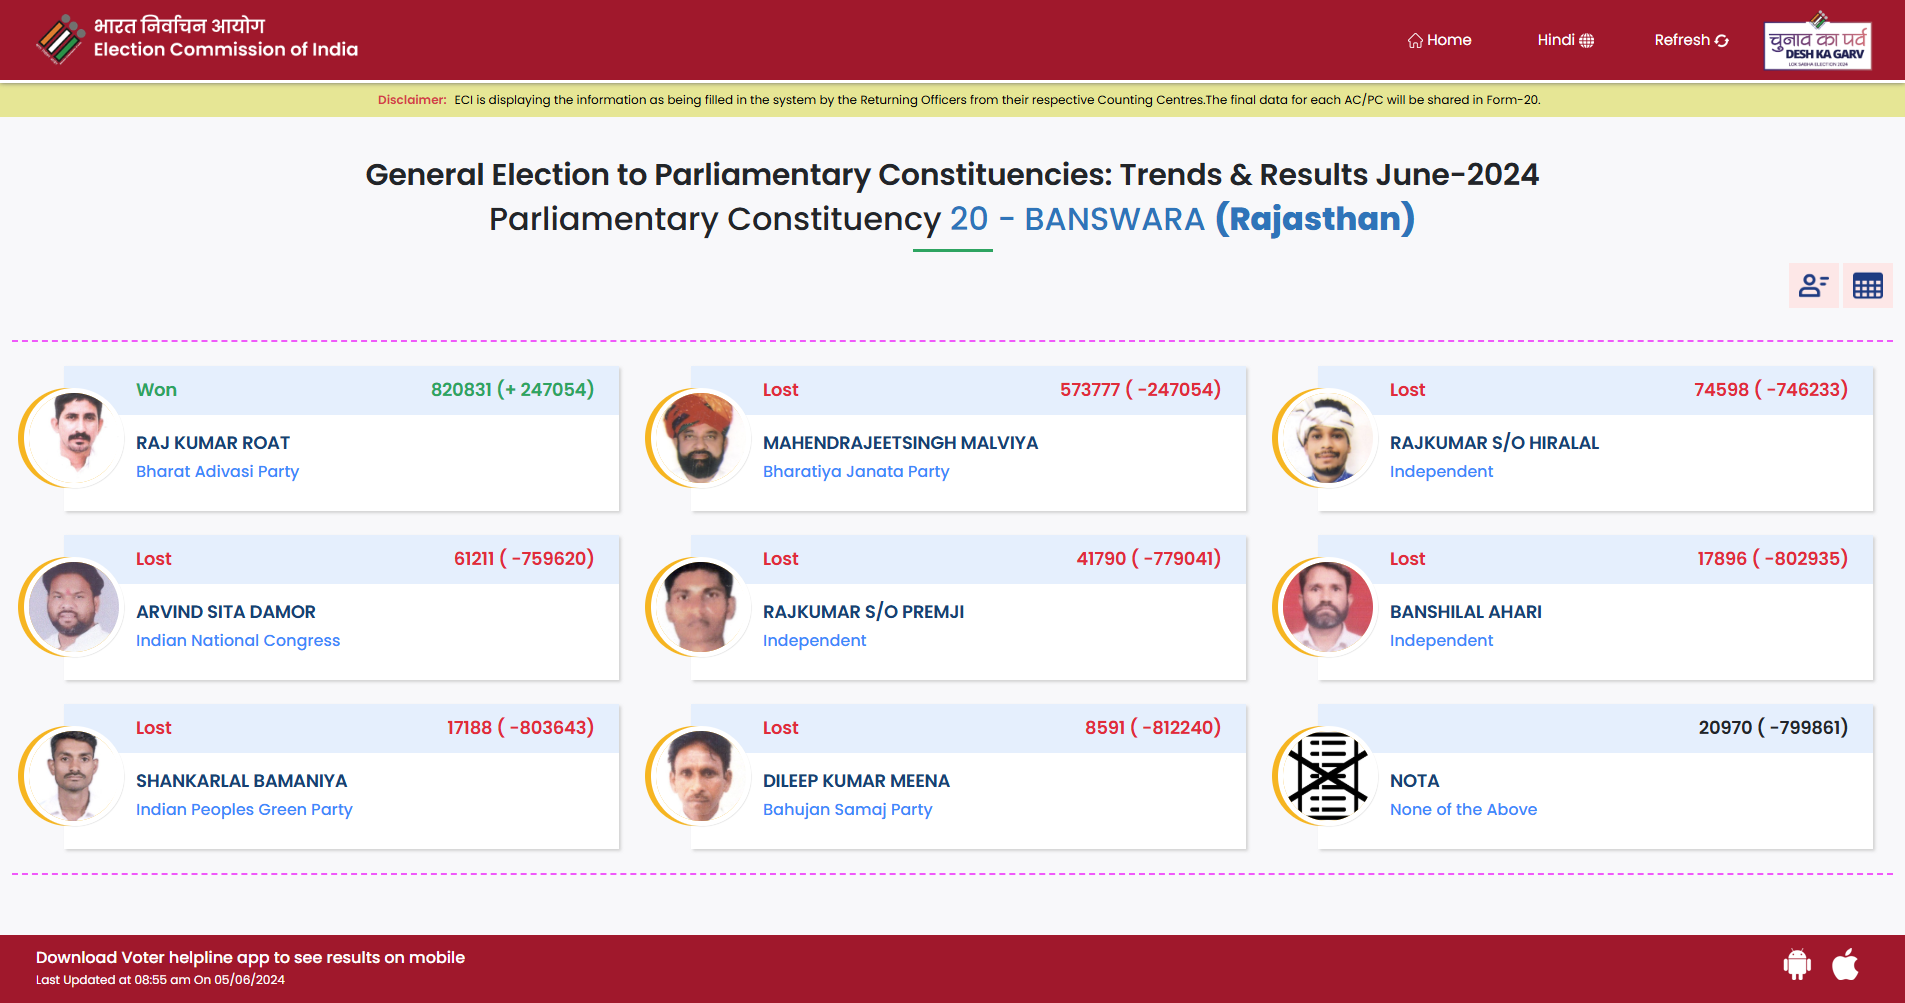 भारत निर्वाचन आयोग
Election Commission of India
Home
Hindi
Refresh
चुनाव का पर्व
DESH KA GARV
LOK SABHA ELECTION 2024
Disclaimer: ECI is displaying the information as being filled in the system by the Returning Officers from their respective Counting Centres.The final data for each AC/PC will be shared in Form-20.
General Election to Parliamentary Constituencies: Trends & Results June-2024
Parliamentary Constituency 20 - BANSWARA (Rajasthan)
Won 820831 (+ 247054)
RAJ KUMAR ROAT
Bharat Adivasi Party
Lost 573777 ( -247054)
MAHENDRAJEETSINGH MALVIYA
Bharatiya Janata Party
Lost 74598 ( -746233)
RAJKUMAR S/O HIRALAL
Independent
Lost 61211 ( -759620)
ARVIND SITA DAMOR
Indian National Congress
Lost 41790 ( -779041)
RAJKUMAR S/O PREMJI
Independent
Lost 17896 ( -802935)
BANSHILAL AHARI
Independent
Lost 17188 ( -803643)
SHANKARLAL BAMANIYA
Indian Peoples Green Party
Lost 8591 ( -812240)
DILEEP KUMAR MEENA
Bahujan Samaj Party
20970 ( -799861)
NOTA
None of the Above
Download Voter helpline app to see results on mobile
Last Updated at 08:55 am On 05/06/2024